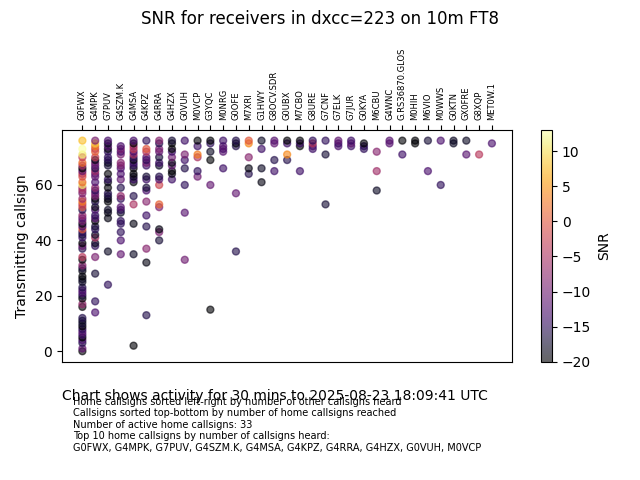 SNR for receivers in dxcc=223 on 10m FT8
G0FWX
G4MPK
G7PUV
G4SZM.K
G4MSA
G4KPZ
G4RRA
G4HZX
G0VUH
M0VCP
G3YQC
M0NRG
G0OFE
M7XRI
G1HWY
G8OCV.SDR
G0UBX
M7CBO
G8URE
G7CNF
G7ELK
G7JUR
G0KYA
M6CBU
G4WNC
G.RS36870.GLOS
M0HIH
M6VIO
M0WWS
G0KTN
GX0FRE
G8XQP
MET0W.1
Transmitting callsign
60
40
20
0
10
5
0
−5
−10
−15
−20
SNR
Chart shows activity for 30 mins to 2025-08-23 18:09:41 UTC
Home callsigns sorted left-right by number of other callsigns heard
Callsigns sorted top-bottom by number of home callsigns reached
Number of active home callsigns: 33
Top 10 home callsigns by number of callsigns heard:
G0FWX, G4MPK, G7PUV, G4SZM.K, G4MSA, G4KPZ, G4RRA, G4HZX, G0VUH, M0VCP